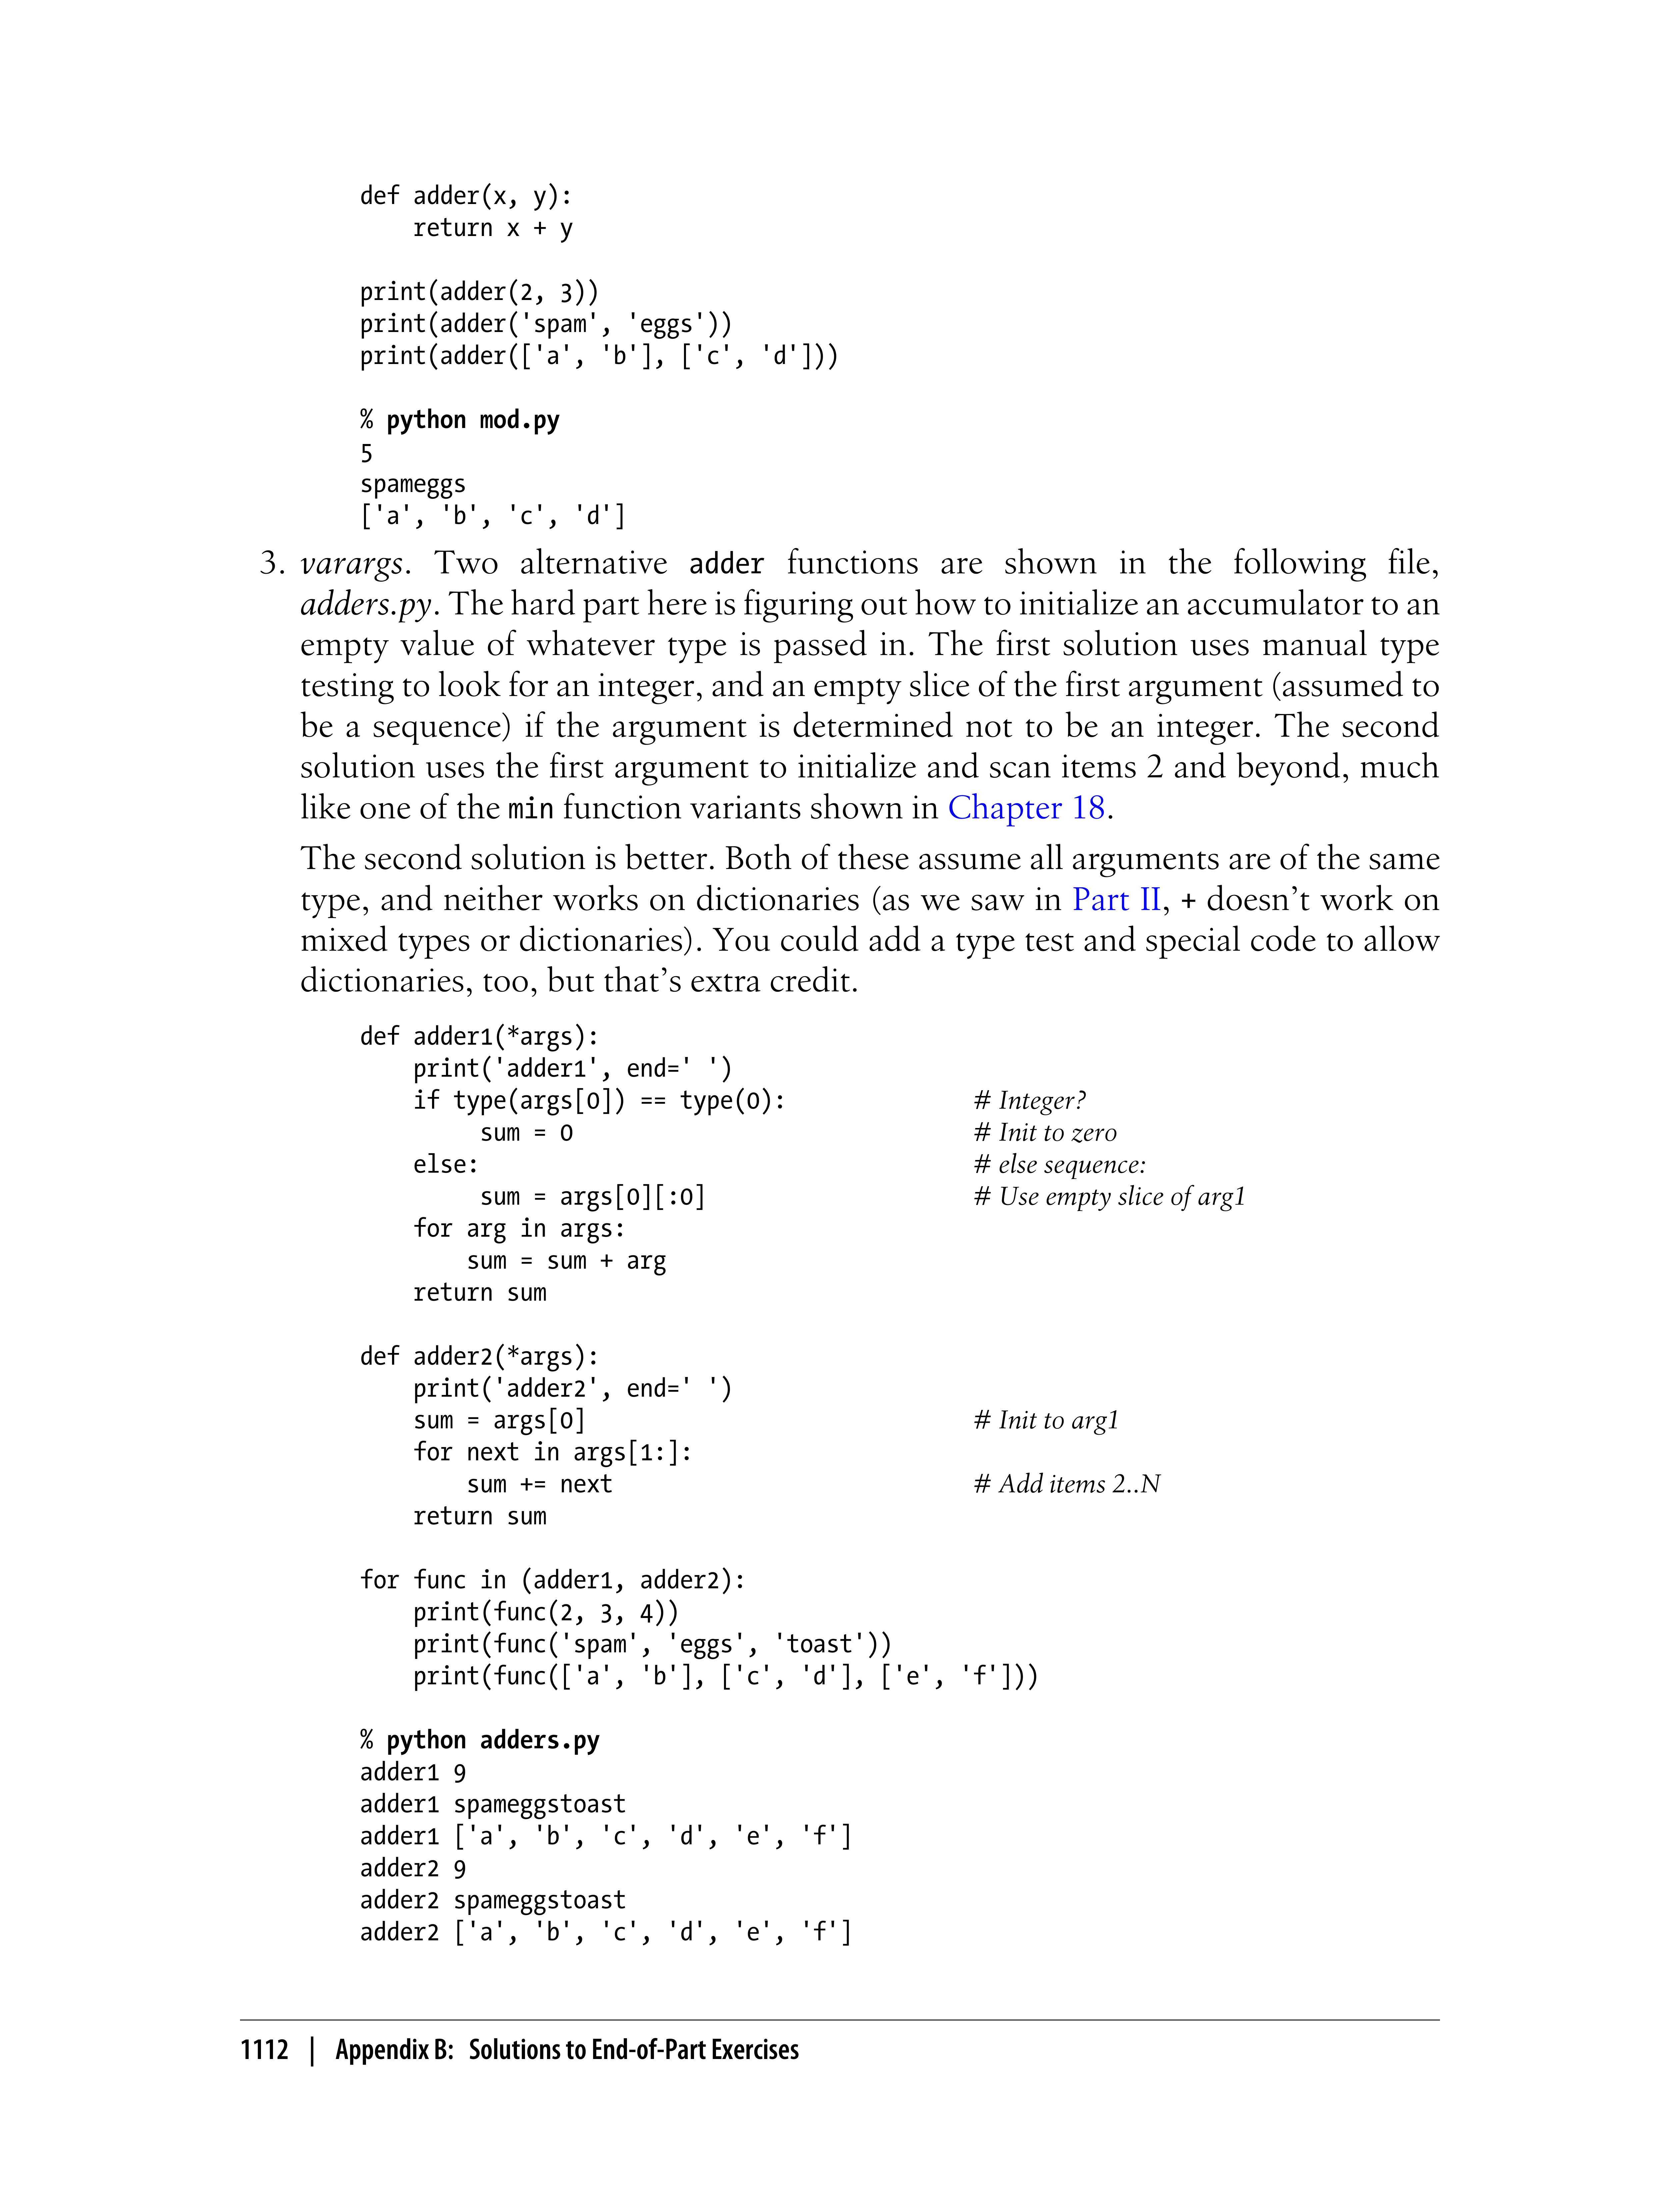 def adder(x, y):
    return x + y

print(adder(2, 3))
print(adder('spam', 'eggs'))
print(adder(['a', 'b'], ['c', 'd']))

% python mod.py
5
spameggs
['a', 'b', 'c', 'd']
3. varargs. Two alternative adder functions are shown in the following file,
adders.py. The hard part here is figuring out how to initialize an accumulator to an
empty value of whatever type is passed in. The first solution uses manual type
testing to look for an integer, and an empty slice of the first argument (assumed to
be a sequence) if the argument is determined not to be an integer. The second
solution uses the first argument to initialize and scan items 2 and beyond, much
like one of the min function variants shown in Chapter 18.
The second solution is better. Both of these assume all arguments are of the same
type, and neither works on dictionaries (as we saw in Part II, + doesn’t work on
mixed types or dictionaries). You could add a type test and special code to allow
dictionaries, too, but that’s extra credit.

def adder1(*args):
    print('adder1', end=' ')
    if type(args[0]) == type(0):              # Integer?
         sum = 0                              # Init to zero
    else:                                     # else sequence:
         sum = args[0][:0]                    # Use empty slice of arg1
    for arg in args:
        sum = sum + arg
    return sum

def adder2(*args):
    print('adder2', end=' ')
    sum = args[0]                             # Init to arg1
    for next in args[1:]:
        sum += next                           # Add items 2..N
    return sum

for func in (adder1, adder2):
    print(func(2, 3, 4))
    print(func('spam', 'eggs', 'toast'))
    print(func(['a', 'b'], ['c', 'd'], ['e', 'f']))

% python adders.py
adder1 9
adder1 spameggstoast
adder1 ['a', 'b', 'c', 'd', 'e', 'f']
adder2 9
adder2 spameggstoast
adder2 ['a', 'b', 'c', 'd', 'e', 'f']

1112 | Appendix B: Solutions to End-of-Part Exercises